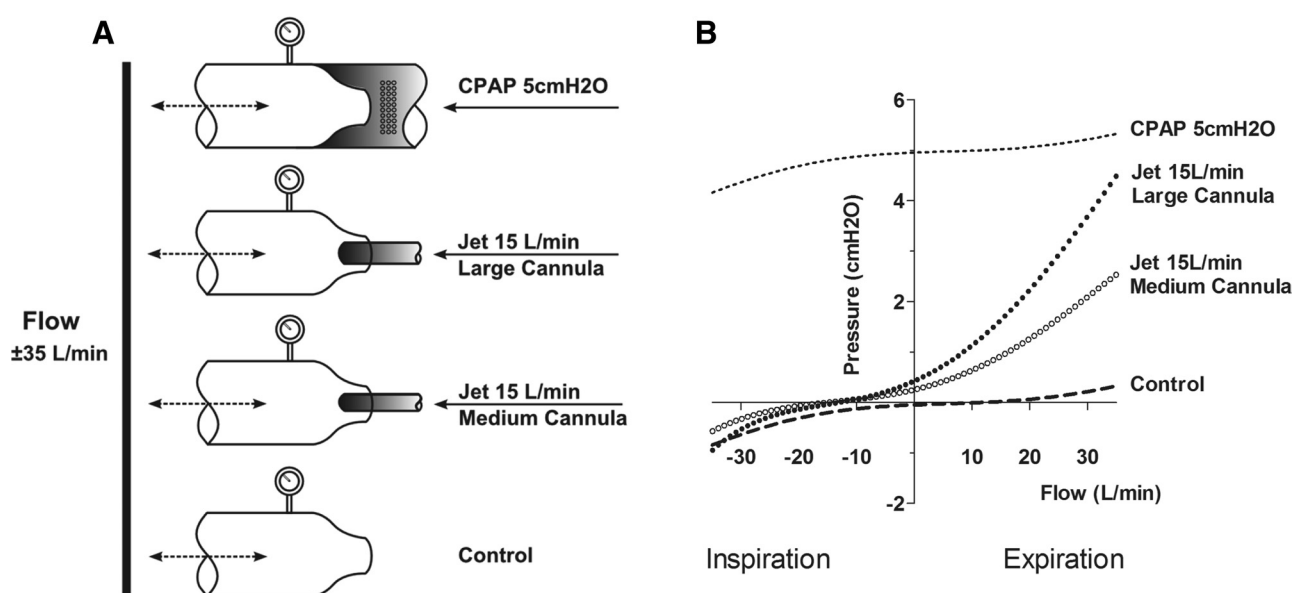 A
CPAP 5cmH2O
Jet 15 L/min
Large Cannula
Flow
±35 L/min
Jet 15 L/min
Medium Cannula
Control
B
6
4
2
-2
Pressure (cmH2O)
CPAP 5cmH2O
Jet 15L/min
Large Cannula
Jet 15L/min
Medium Cannula
Control
-30 -20 -10 10 20 30
Flow (L/min)
Inspiration Expiration